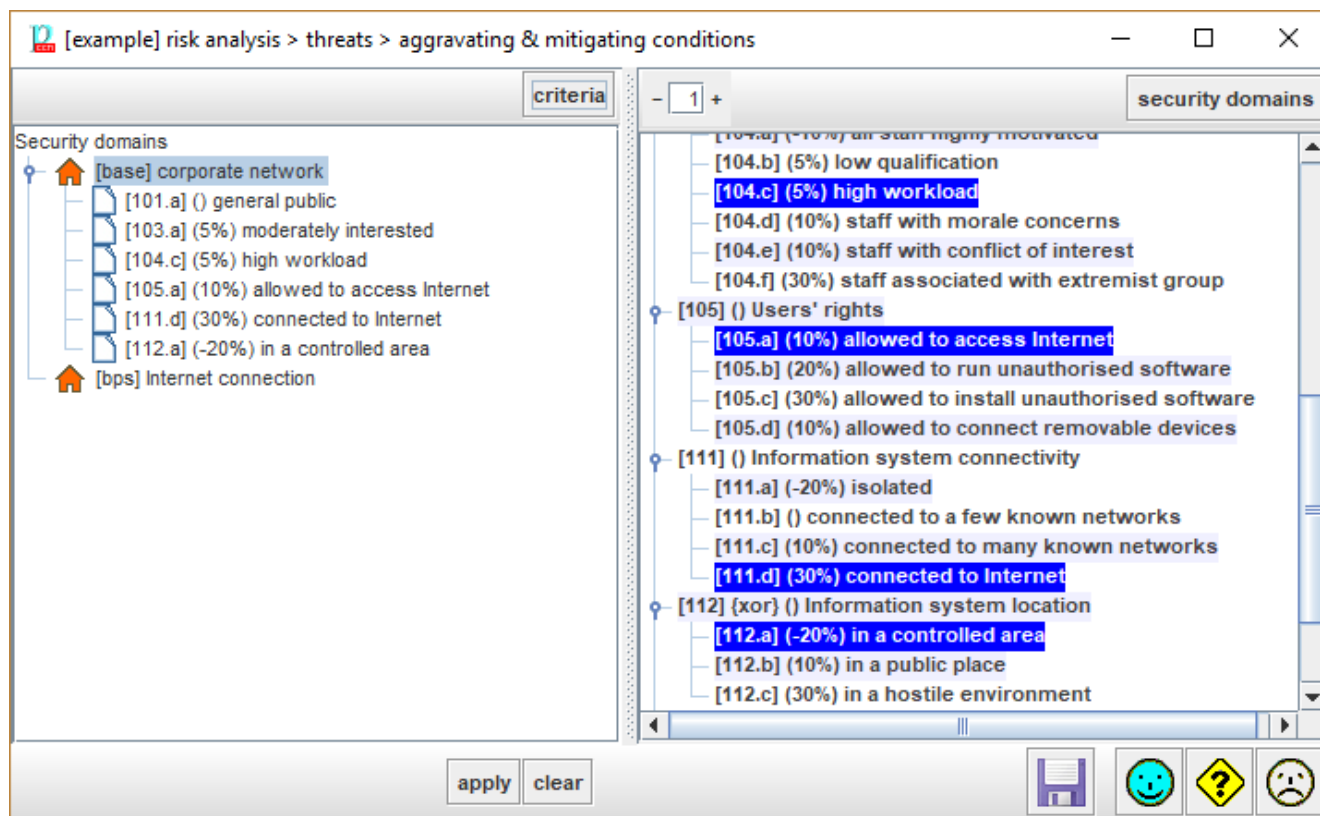 [example] risk analysis > threats > aggravating & mitigating conditions
criteria
Security domains
[base] corporate network
[101.a] () general public
[103.a] (5%) moderately interested
[104.c] (5%) high workload
[105.a] (10%) allowed to access Internet
[111.d] (30%) connected to Internet
[112.a] (-20%) in a controlled area
[bps] Internet connection
apply clear
- 1 + security domains
[104.a] (-10%) all staff highly motivated
[104.b] (5%) low qualification
[104.c] (5%) high workload
[104.d] (10%) staff with morale concerns
[104.e] (10%) staff with conflict of interest
[104.f] (30%) staff associated with extremist group
[105] () Users' rights
[105.a] (10%) allowed to access Internet
[105.b] (20%) allowed to run unauthorised software
[105.c] (30%) allowed to install unauthorised software
[105.d] (10%) allowed to connect removable devices
[111] () Information system connectivity
[111.a] (-20%) isolated
[111.b] () connected to a few known networks
[111.c] (10%) connected to many known networks
[111.d] (30%) connected to Internet
[112] {xor} () Information system location
[112.a] (-20%) in a controlled area
[112.b] (10%) in a public place
[112.c] (30%) in a hostile environment
?